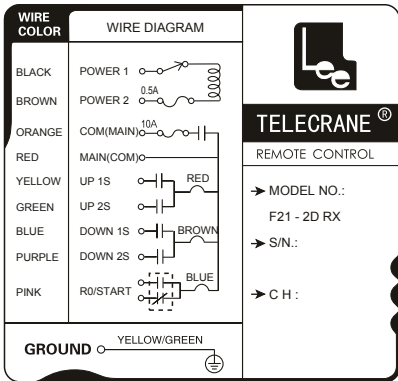 WIRE COLOR WIRE DIAGRAM
BLACK POWER 1
BROWN POWER 2 0.5A
ORANGE COM(MAIN) 10A
RED MAIN(COM)
YELLOW UP 1S RED
GREEN UP 2S
BLUE DOWN 1S BROWN
PURPLE DOWN 2S
PINK R0/START BLUE
GROUND YELLOW/GREEN
Lee
TELECRANE ®
REMOTE CONTROL
MODEL NO.:
F21 - 2D RX
S/N.:
C H :